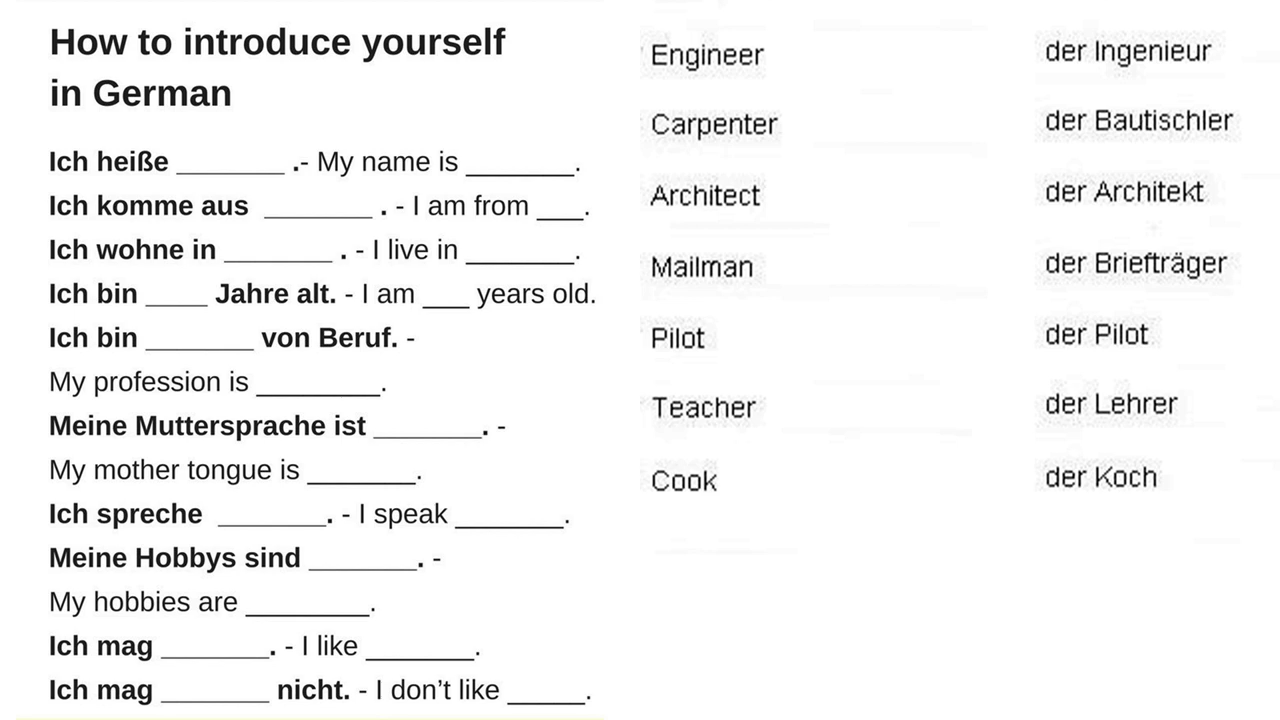 How to introduce yourself
in German
Ich heiße _______ .- My name is _______.
Ich komme aus _______ . - I am from ___.
Ich wohne in _______ . - I live in _______.
Ich bin ____ Jahre alt. - I am ___ years old.
Ich bin _______ von Beruf. -
My profession is ________.
Meine Muttersprache ist _______. -
My mother tongue is _______.
Ich spreche _______. - I speak _______.
Meine Hobbys sind _______. -
My hobbies are ________.
Ich mag _______. - I like _______.
Ich mag _______ nicht. - I don’t like _____.
Engineer der Ingenieur
Carpenter der Bautischler
Architect der Architekt
Mailman der Briefträger
Pilot der Pilot
Teacher der Lehrer
Cook der Koch